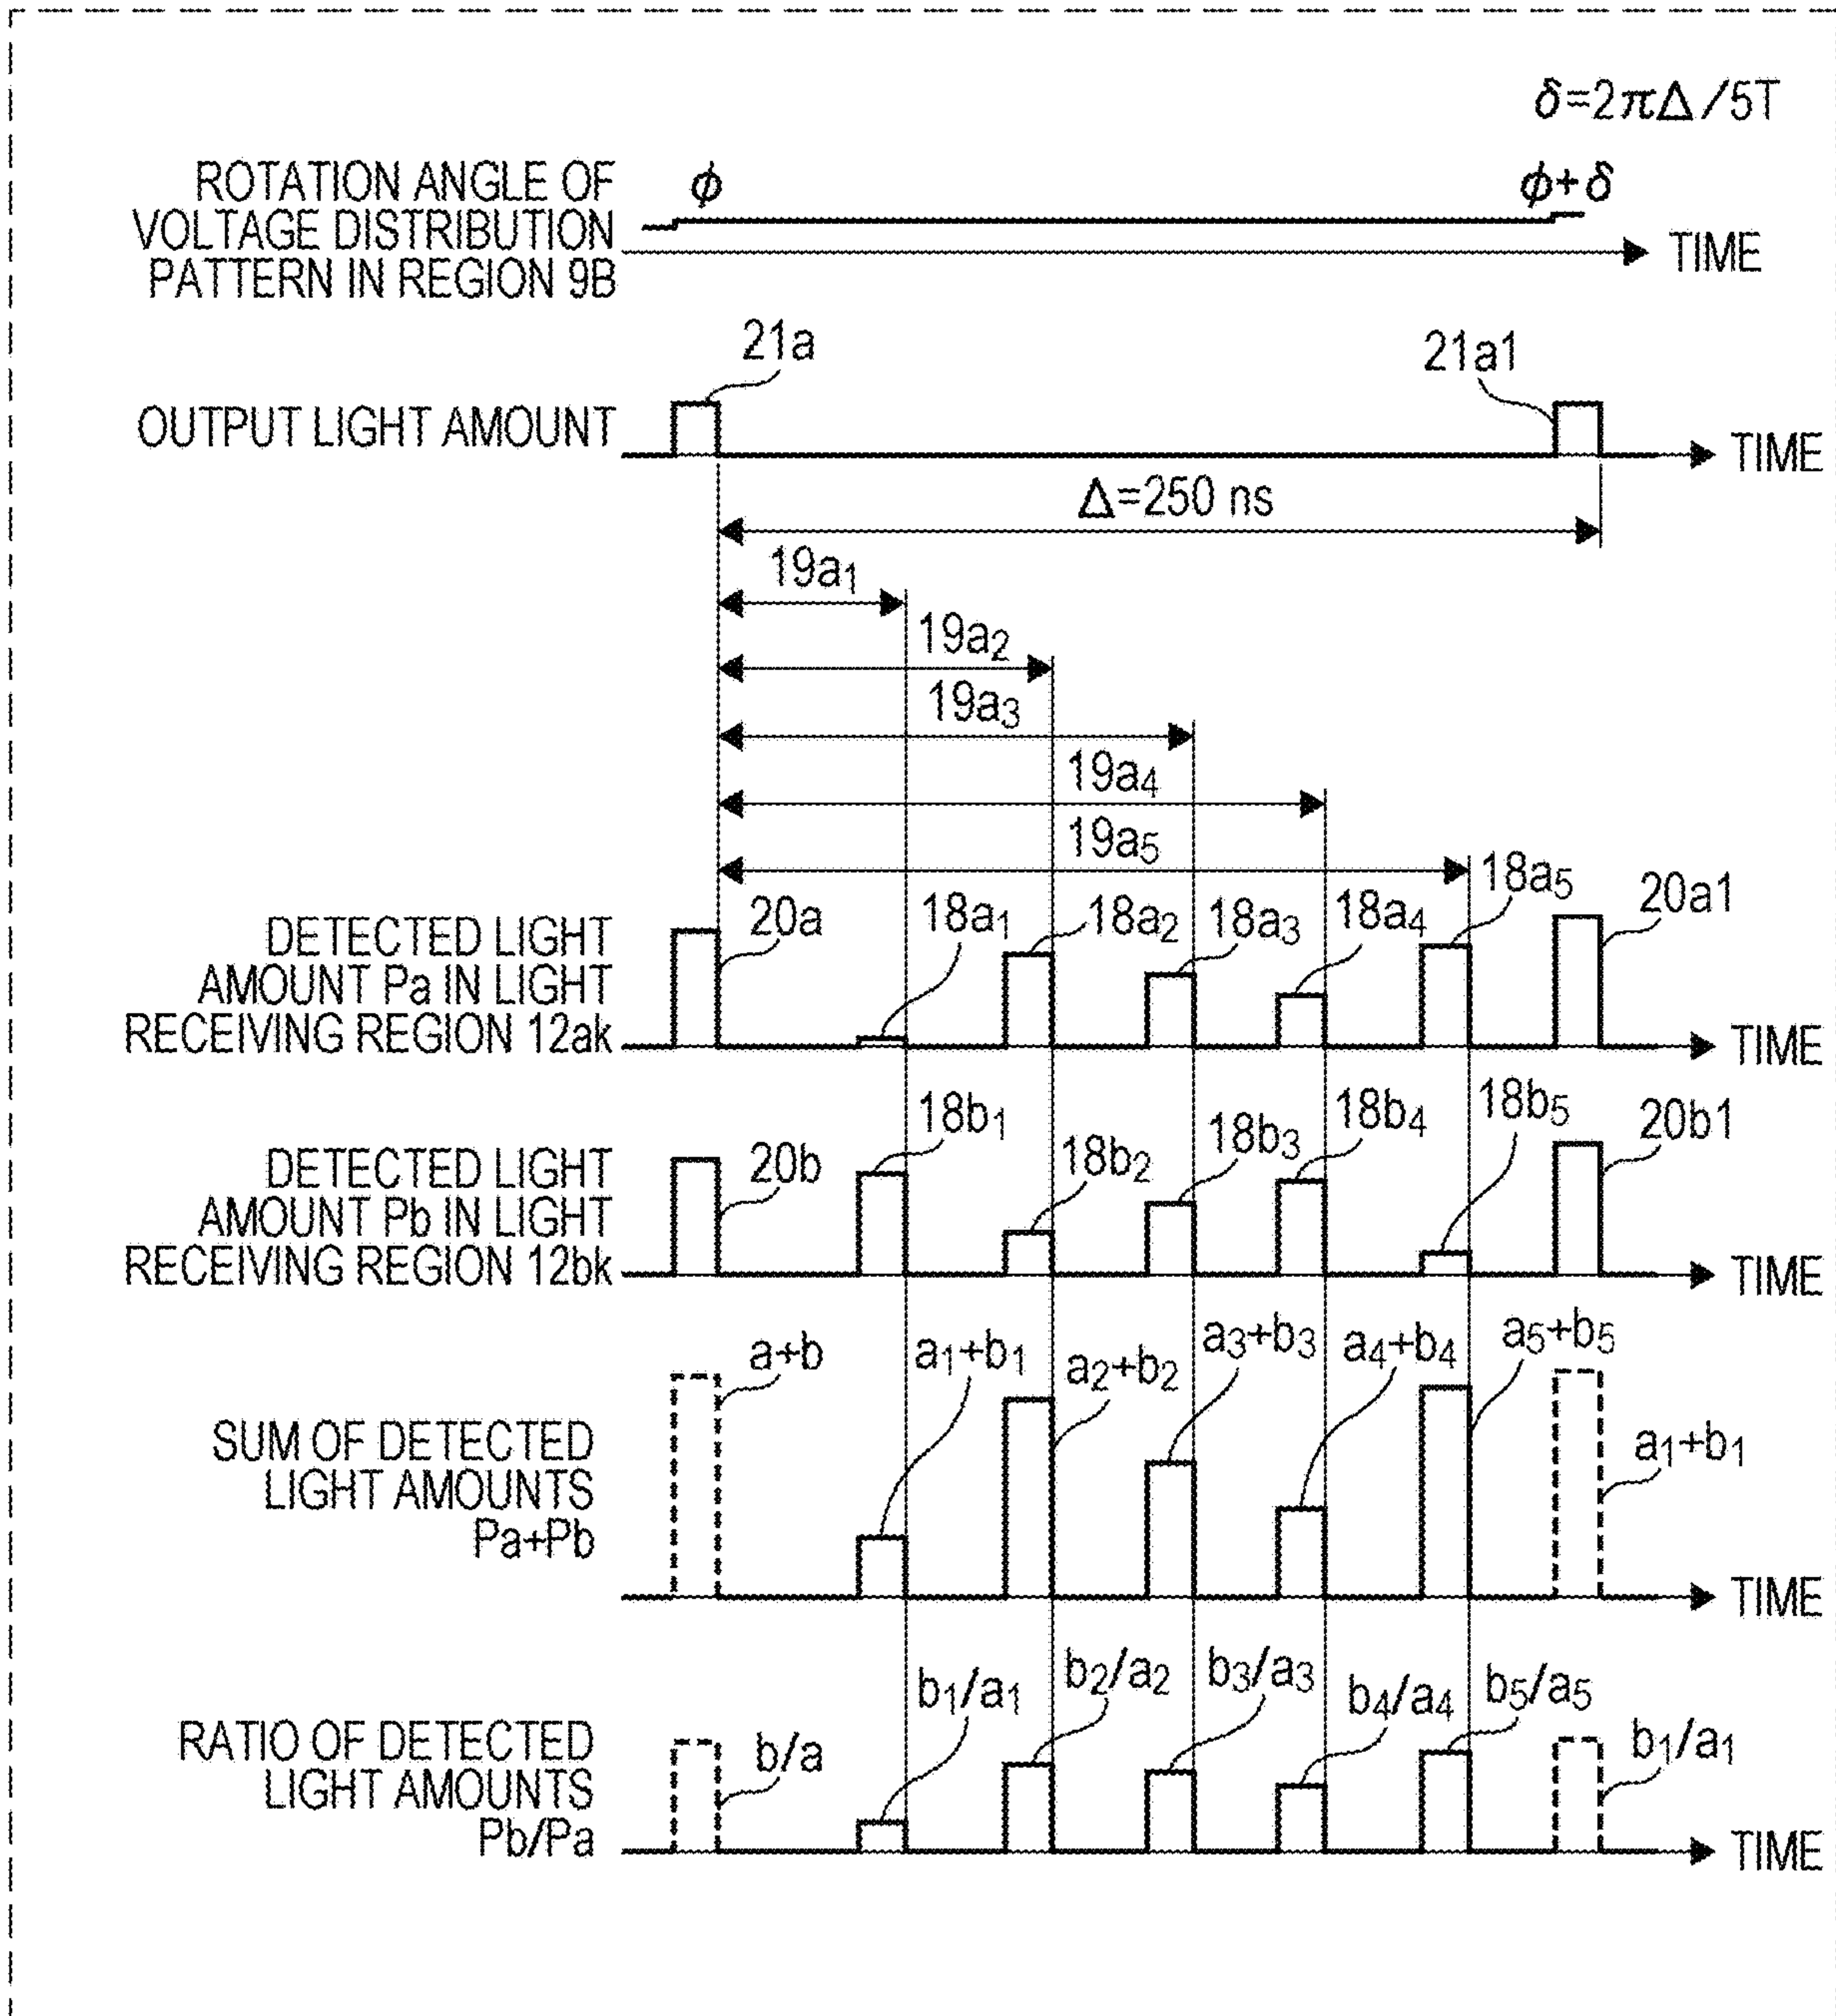 δ=2πΔ/5T
ROTATION ANGLE OF
VOLTAGE DISTRIBUTION
PATTERN IN REGION 9B
ϕ
ϕ+δ
TIME
21a
21a1
OUTPUT LIGHT AMOUNT
TIME
Δ=250 ns
19a1
19a2
19a3
19a4
19a5
DETECTED LIGHT
AMOUNT Pa IN LIGHT
RECEIVING REGION 12ak
20a
18a1
18a2
18a3
18a4
18a5
20a1
TIME
DETECTED LIGHT
AMOUNT Pb IN LIGHT
RECEIVING REGION 12bk
20b
18b1
18b2
18b3
18b4
18b5
20b1
TIME
SUM OF DETECTED
LIGHT AMOUNTS
Pa+Pb
a+b
a1+b1
a2+b2
a3+b3
a4+b4
a5+b5
a1+b1
TIME
RATIO OF DETECTED
LIGHT AMOUNTS
Pb/Pa
b/a
b1/a1
b2/a2
b3/a3
b4/a4
b5/a5
b1/a1
TIME